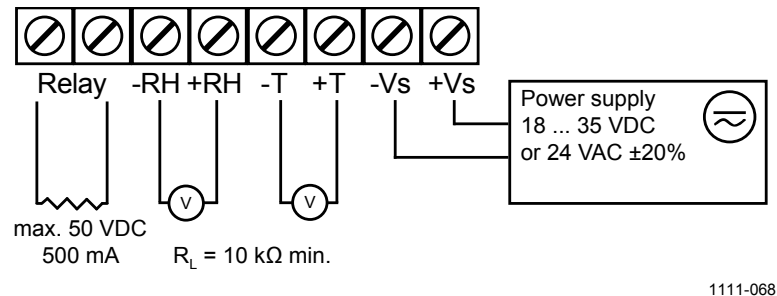 Relay -RH +RH -T +T -Vs +Vs
Power supply
18 ... 35 VDC
or 24 VAC ±20%
V V
max. 50 VDC
500 mA
RL = 10 kΩ min.
1111-068